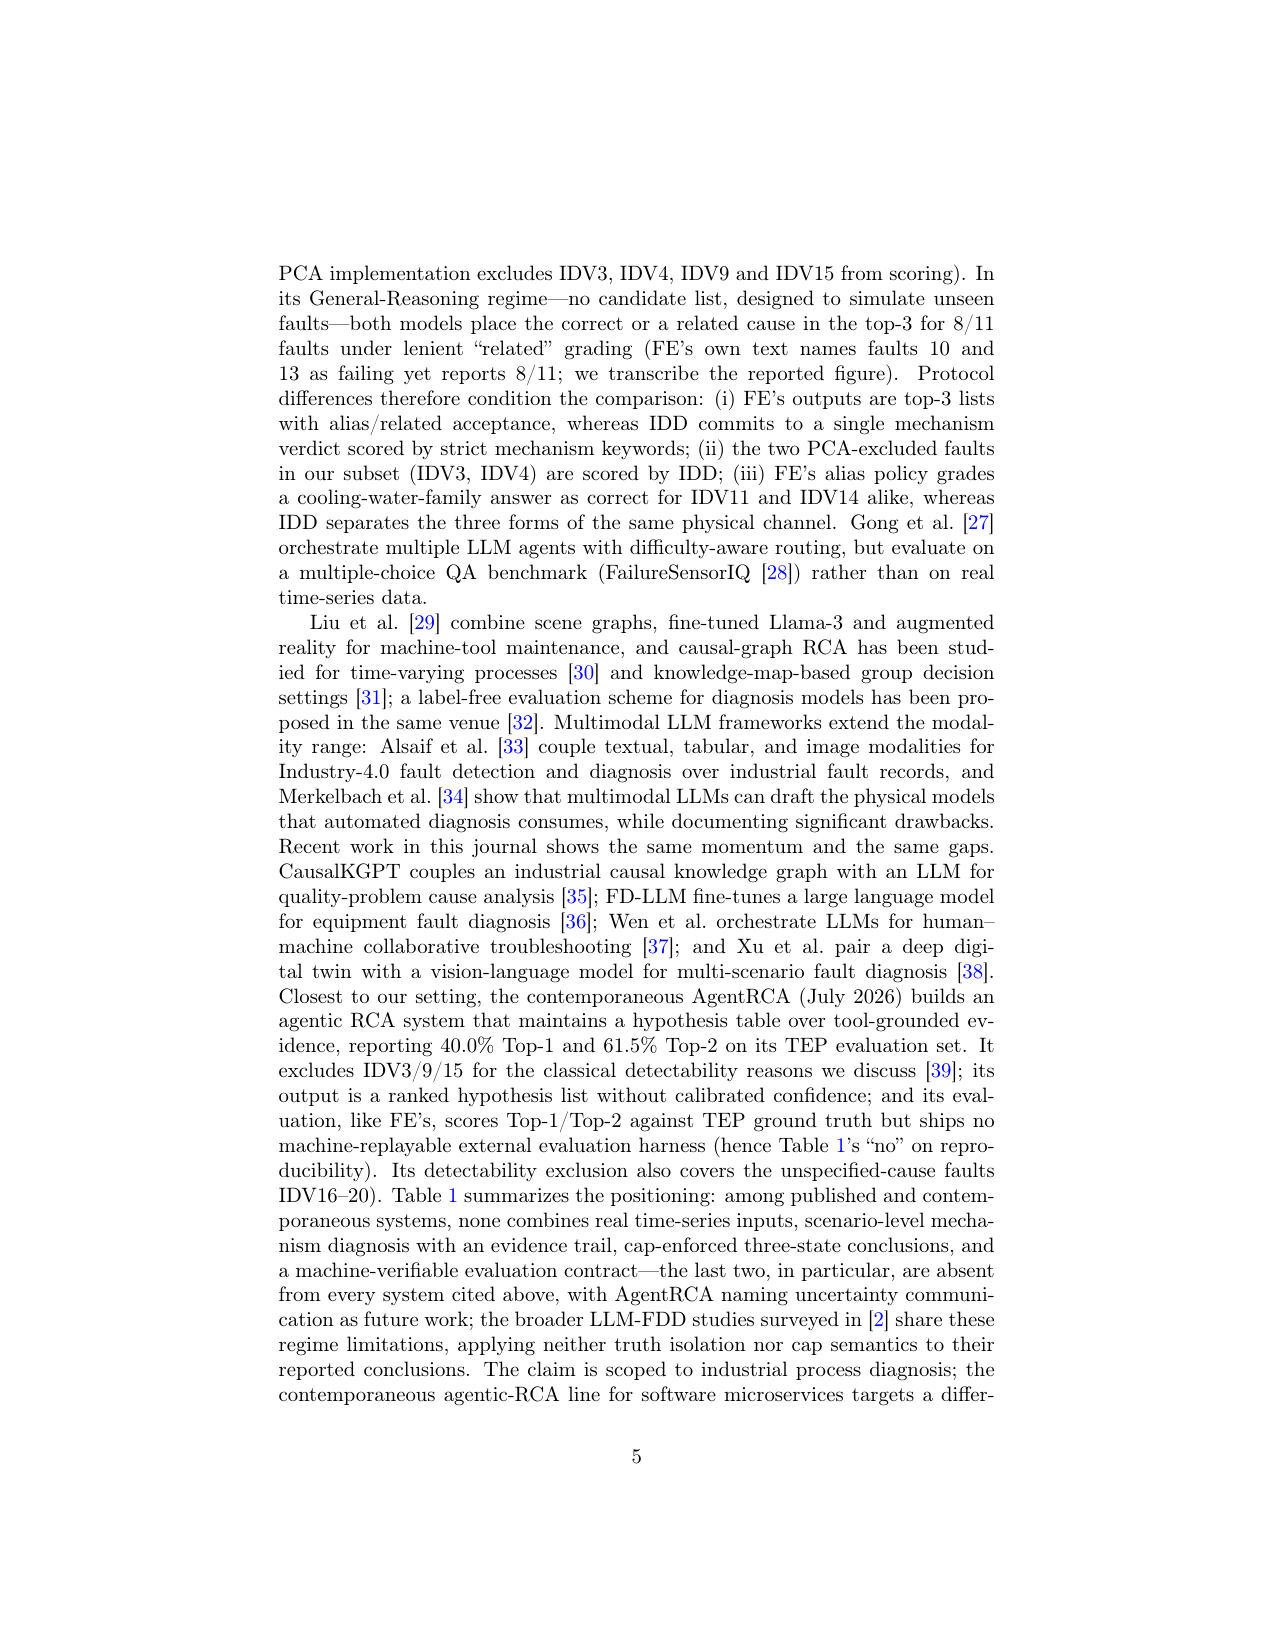 PCA implementation excludes IDV3, IDV4, IDV9 and IDV15 from scoring). In
its General-Reasoning regime—no candidate list, designed to simulate unseen
faults—both models place the correct or a related cause in the top-3 for 8/11
faults under lenient “related” grading (FE’s own text names faults 10 and
13 as failing yet reports 8/11; we transcribe the reported figure). Protocol
differences therefore condition the comparison: (i) FE’s outputs are top-3 lists
with alias/related acceptance, whereas IDD commits to a single mechanism
verdict scored by strict mechanism keywords; (ii) the two PCA-excluded faults
in our subset (IDV3, IDV4) are scored by IDD; (iii) FE’s alias policy grades
a cooling-water-family answer as correct for IDV11 and IDV14 alike, whereas
IDD separates the three forms of the same physical channel. Gong et al. [27]
orchestrate multiple LLM agents with difficulty-aware routing, but evaluate on
a multiple-choice QA benchmark (FailureSensorIQ [28]) rather than on real
time-series data.
Liu et al. [29] combine scene graphs, fine-tuned Llama-3 and augmented
reality for machine-tool maintenance, and causal-graph RCA has been stud-
ied for time-varying processes [30] and knowledge-map-based group decision
settings [31]; a label-free evaluation scheme for diagnosis models has been pro-
posed in the same venue [32]. Multimodal LLM frameworks extend the modal-
ity range: Alsaif et al. [33] couple textual, tabular, and image modalities for
Industry-4.0 fault detection and diagnosis over industrial fault records, and
Merkelbach et al. [34] show that multimodal LLMs can draft the physical models
that automated diagnosis consumes, while documenting significant drawbacks.
Recent work in this journal shows the same momentum and the same gaps.
CausalKGPT couples an industrial causal knowledge graph with an LLM for
quality-problem cause analysis [35]; FD-LLM fine-tunes a large language model
for equipment fault diagnosis [36]; Wen et al. orchestrate LLMs for human–
machine collaborative troubleshooting [37]; and Xu et al. pair a deep digi-
tal twin with a vision-language model for multi-scenario fault diagnosis [38].
Closest to our setting, the contemporaneous AgentRCA (July 2026) builds an
agentic RCA system that maintains a hypothesis table over tool-grounded ev-
idence, reporting 40.0% Top-1 and 61.5% Top-2 on its TEP evaluation set. It
excludes IDV3/9/15 for the classical detectability reasons we discuss [39]; its
output is a ranked hypothesis list without calibrated confidence; and its eval-
uation, like FE’s, scores Top-1/Top-2 against TEP ground truth but ships no
machine-replayable external evaluation harness (hence Table 1’s “no” on repro-
ducibility). Its detectability exclusion also covers the unspecified-cause faults
IDV16–20). Table 1 summarizes the positioning: among published and contem-
poraneous systems, none combines real time-series inputs, scenario-level mecha-
nism diagnosis with an evidence trail, cap-enforced three-state conclusions, and
a machine-verifiable evaluation contract—the last two, in particular, are absent
from every system cited above, with AgentRCA naming uncertainty communi-
cation as future work; the broader LLM-FDD studies surveyed in [2] share these
regime limitations, applying neither truth isolation nor cap semantics to their
reported conclusions. The claim is scoped to industrial process diagnosis; the
contemporaneous agentic-RCA line for software microservices targets a differ-
5